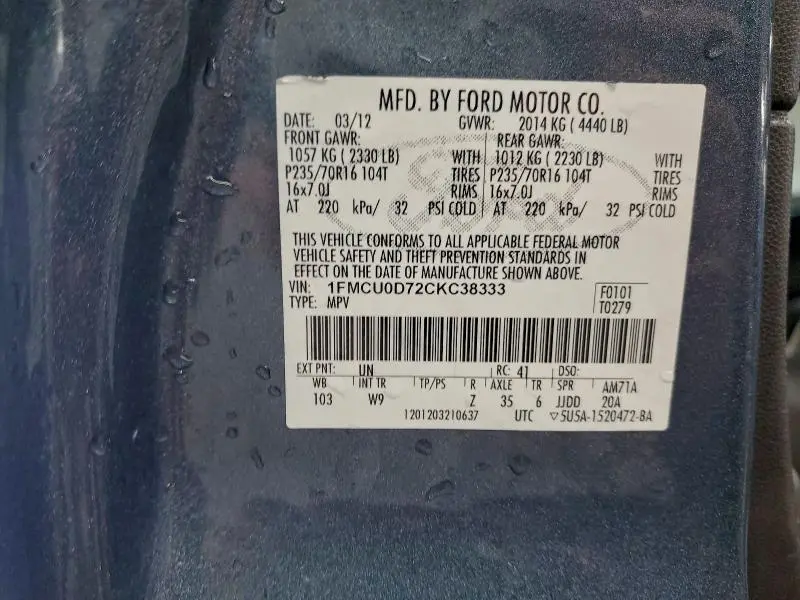 MFD. BY FORD MOTOR CO.
DATE: 03/12 GVWR: 2014 KG ( 4440 LB)
FRONT GAWR: REAR GAWR:
1057 KG ( 2330 LB) WITH 1012 KG ( 2230 LB) WITH
P235/70R16 104T TIRES P235/70R16 104T TIRES
16x7.0J RIMS 16x7.0J RIMS
AT 220 kPa/ 32 PSI COLD AT 220 kPa/ 32 PSI COLD
THIS VEHICLE CONFORMS TO ALL APPLICABLE FEDERAL MOTOR
VEHICLE SAFETY AND THEFT PREVENTION STANDARDS IN
EFFECT ON THE DATE OF MANUFACTURE SHOWN ABOVE.
VIN: 1FMCU0D72CKC38333 F0101
TYPE: MPV T0279
EXT PNT: UN RC: 41 DSO:
WB INT TR TP/PS R AXLE TR SPR AM71A
103 W9 Z 35 6 JJDD 20A
1201203210637 UTC ▽5U5A-1520472-BA